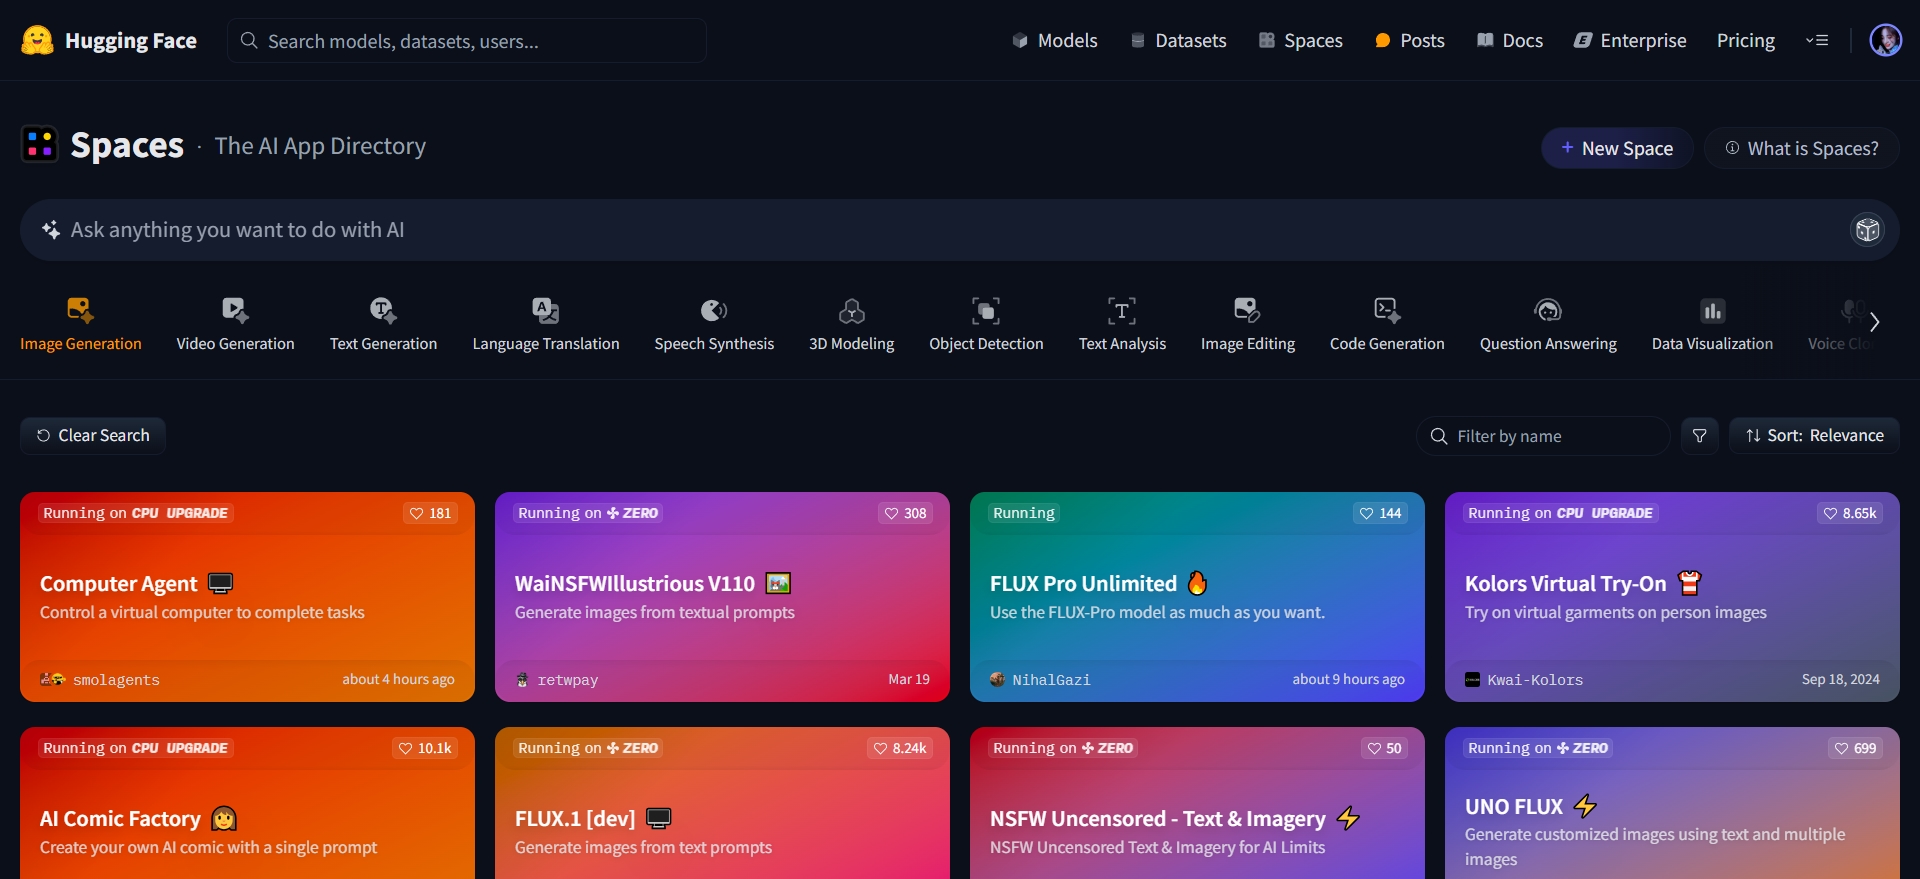 Hugging Face
Search models, datasets, users...
Models
Datasets
Spaces
Posts
Docs
Enterprise
Pricing
Spaces · The AI App Directory
+ New Space
What is Spaces?
Ask anything you want to do with AI
Image Generation
Video Generation
Text Generation
Language Translation
Speech Synthesis
3D Modeling
Object Detection
Text Analysis
Image Editing
Code Generation
Question Answering
Data Visualization
Voice Clo
Clear Search
Filter by name
Sort: Relevance
Running on CPU UPGRADE
181
Computer Agent
Control a virtual computer to complete tasks
smolagents
about 4 hours ago
Running on ZERO
308
WaiNSFWIllustrious V110
Generate images from textual prompts
retwpay
Mar 19
Running
144
FLUX Pro Unlimited
Use the FLUX-Pro model as much as you want.
NihalGazi
about 9 hours ago
Running on CPU UPGRADE
8.65k
Kolors Virtual Try-On
Try on virtual garments on person images
Kwai-Kolors
Sep 18, 2024
Running on CPU UPGRADE
10.1k
AI Comic Factory
Create your own AI comic with a single prompt
Running on ZERO
8.24k
FLUX.1 [dev]
Generate images from text prompts
Running on ZERO
50
NSFW Uncensored - Text & Imagery
NSFW Uncensored Text & Imagery for AI Limits
Running on ZERO
699
UNO FLUX
Generate customized images using text and multiple
images